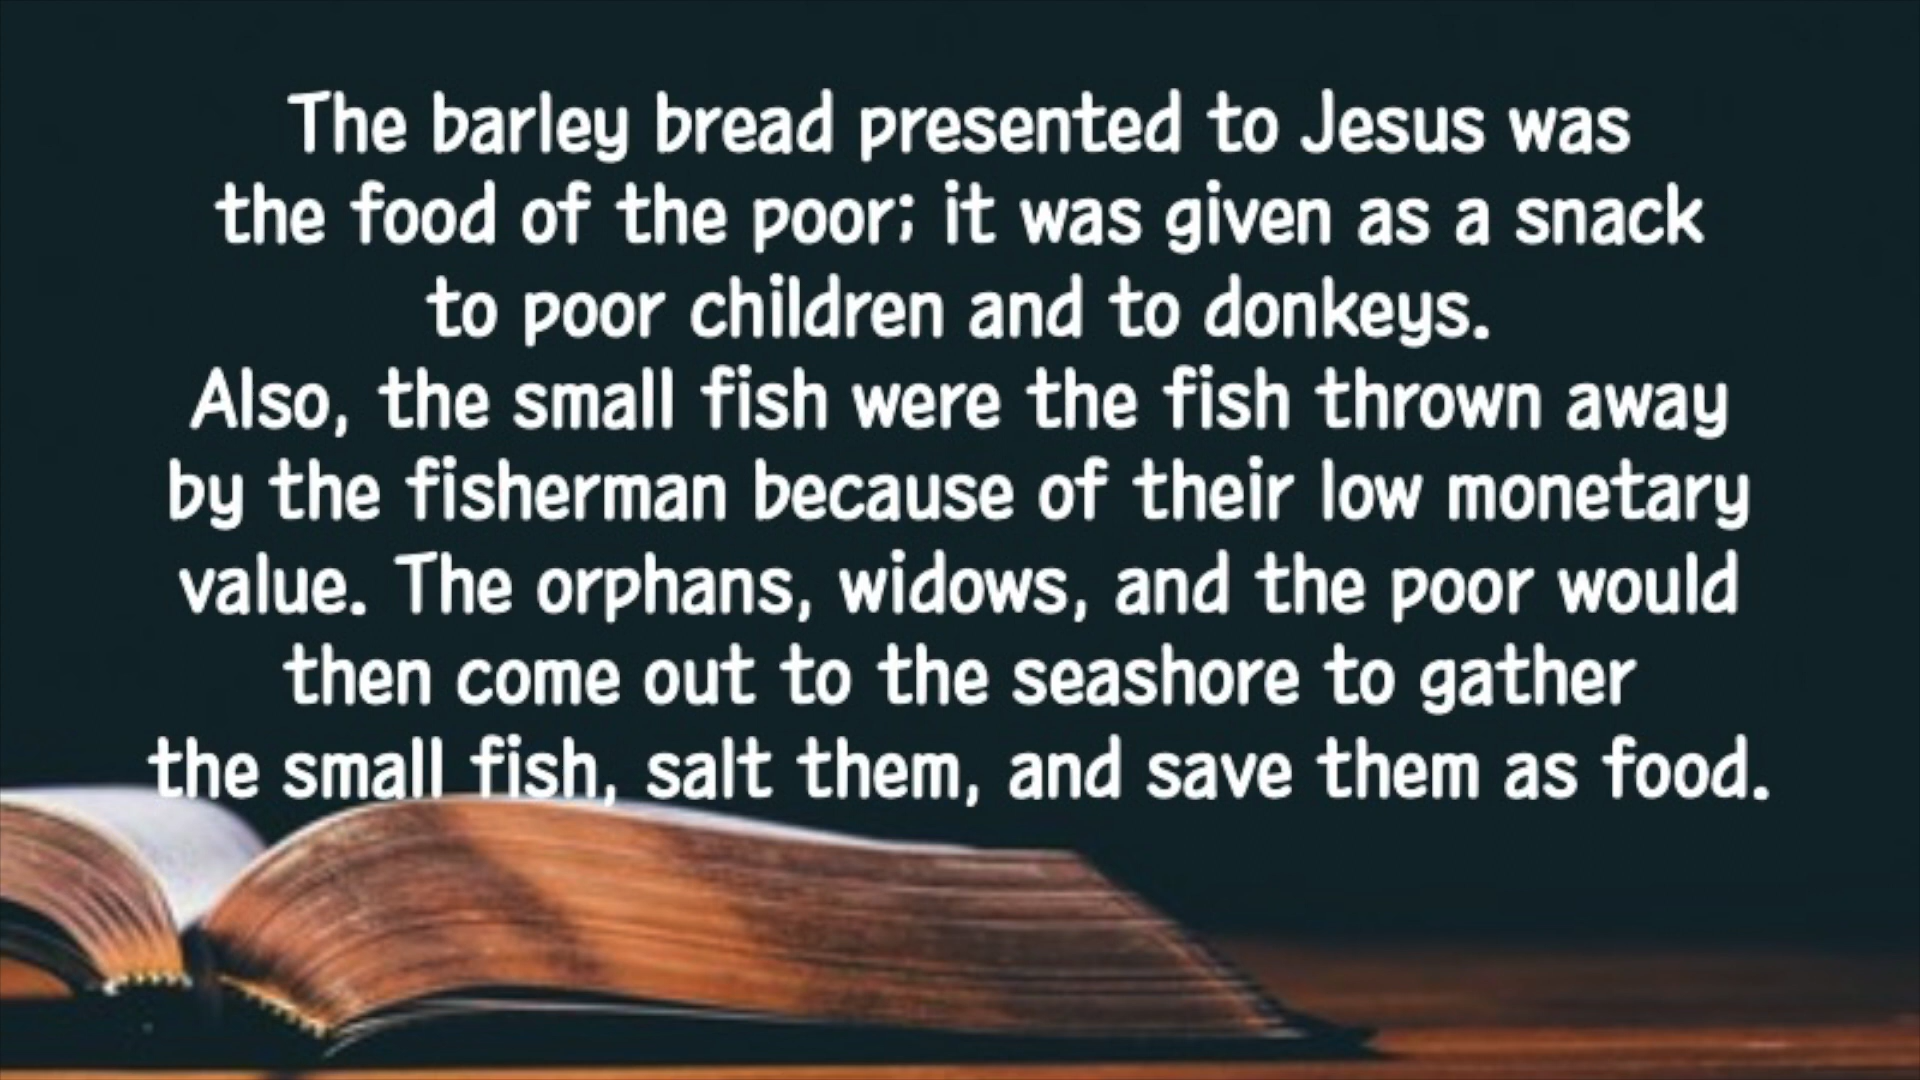 The barley bread presented to Jesus was
the food of the poor; it was given as a snack
to poor children and to donkeys.
Also, the small fish were the fish thrown away
by the fisherman because of their low monetary
value. The orphans, widows, and the poor would
then come out to the seashore to gather
the small fish, salt them, and save them as food.